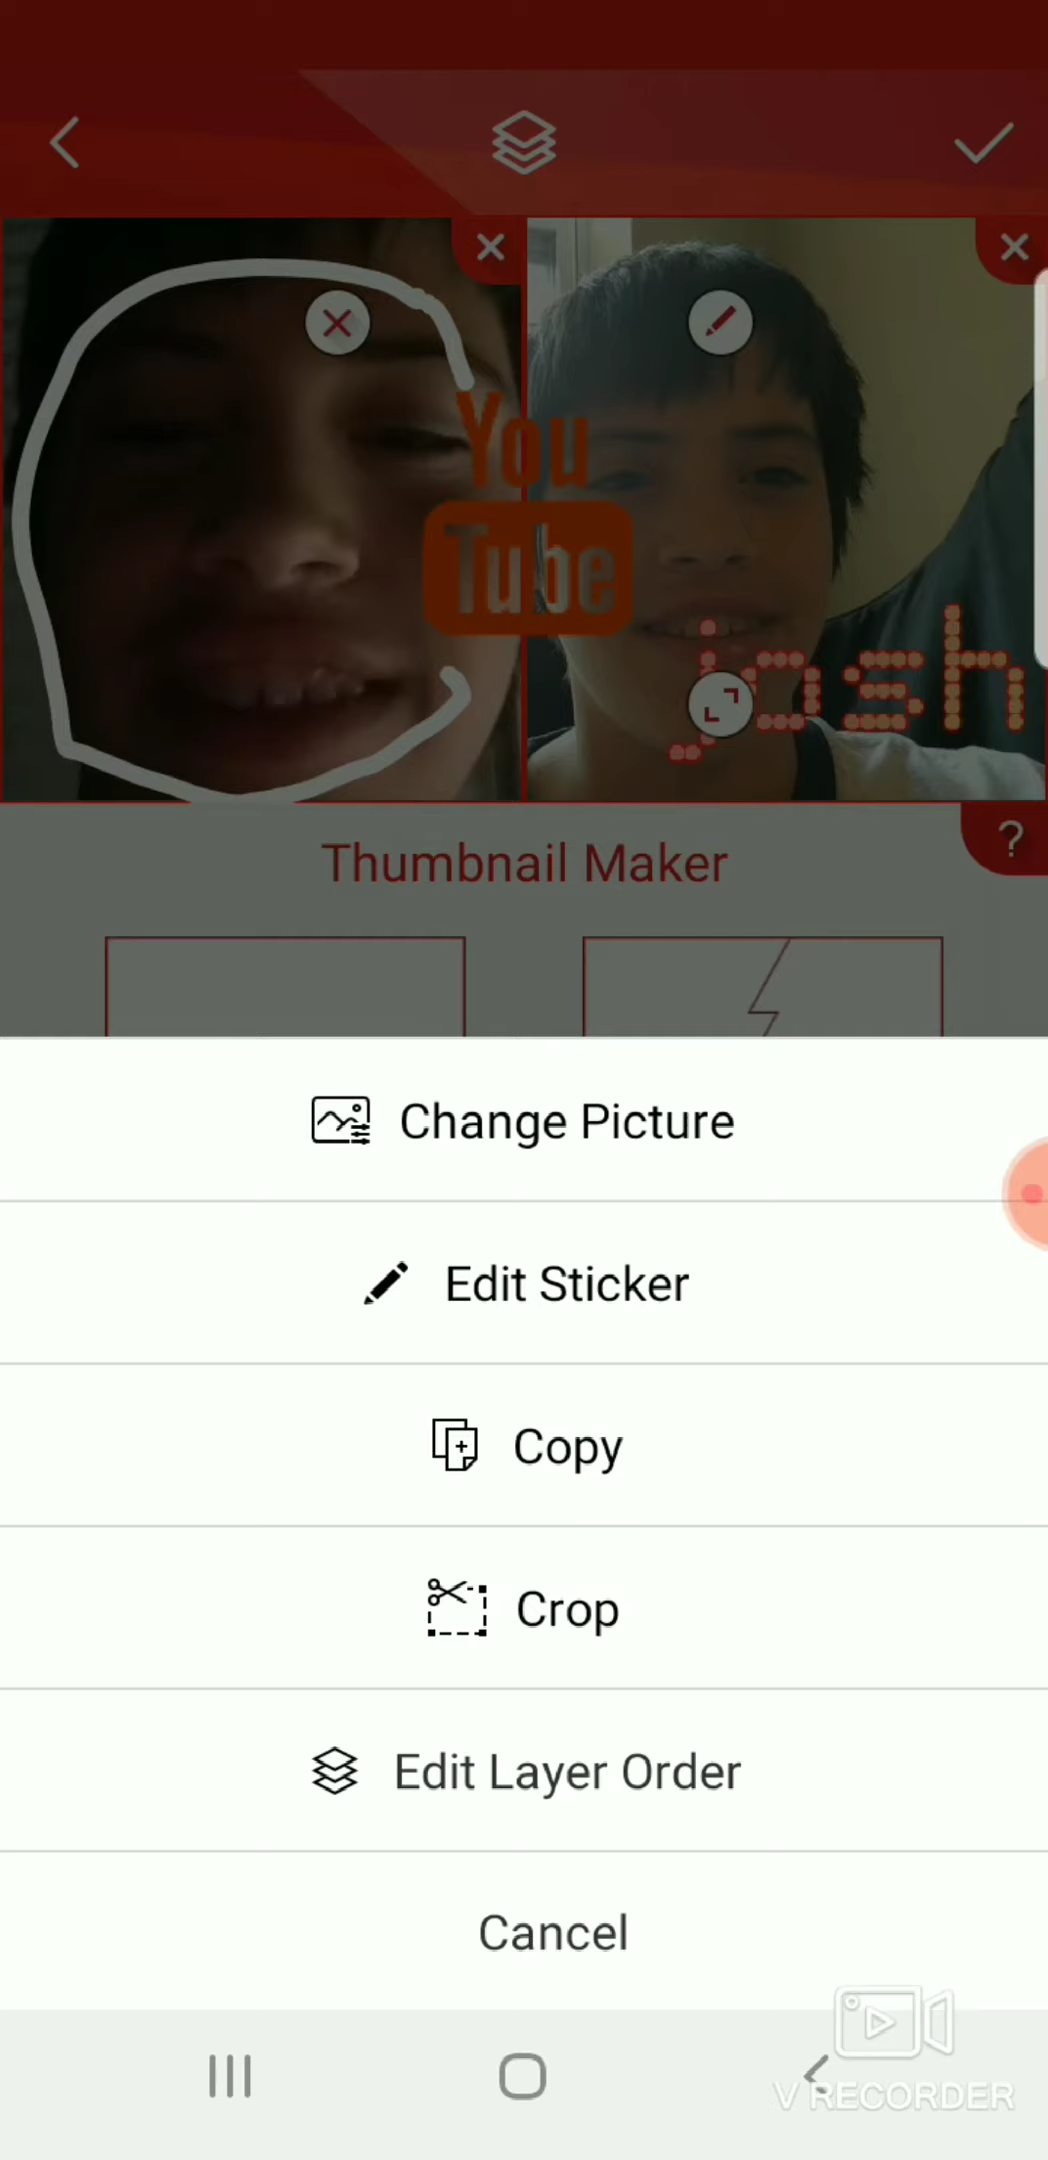 You
Tube
josh
?
Thumbnail Maker
Change Picture
Edit Sticker
Copy
Crop
Edit Layer Order
Cancel
V RECORDER